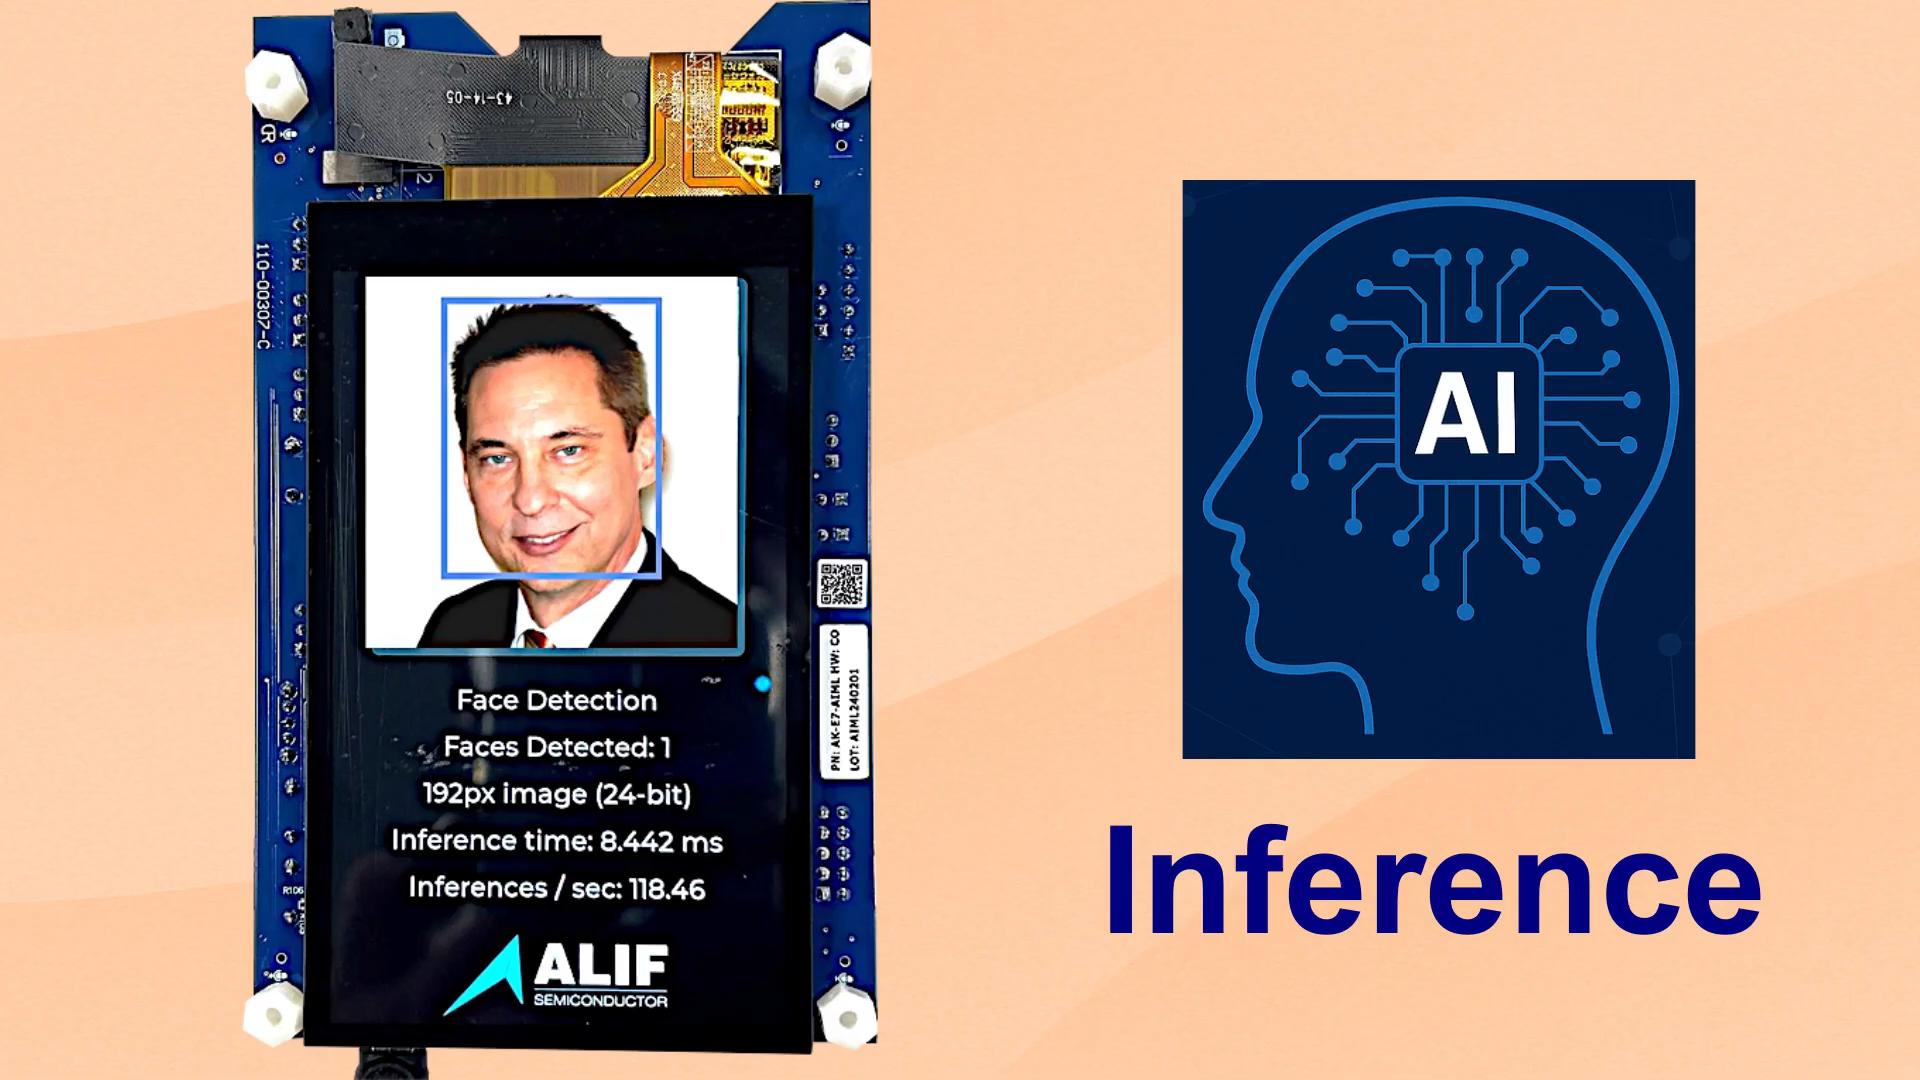 43-14-05
110-00307-C
Face Detection
Faces Detected: 1
192px image (24-bit)
Inference time: 8.442 ms
Inferences / sec: 118.46
ALIF
SEMICONDUCTOR
PN: AK-E7-AIML HW: CO
LOT: AIML240201
R106
AI
Inference